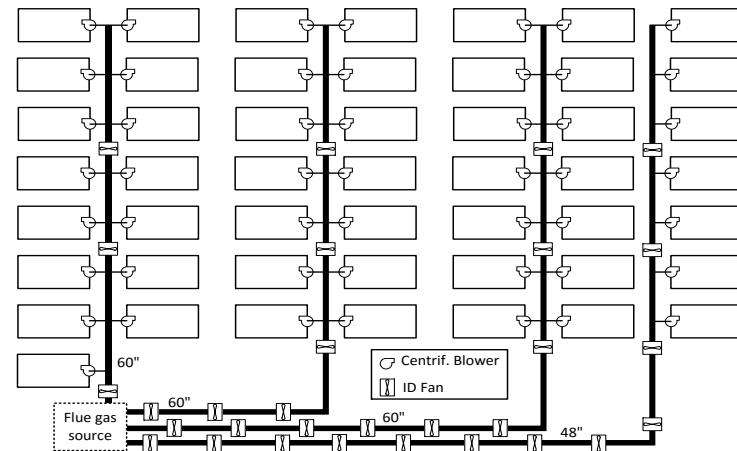 60"
Centrif. Blower
ID Fan
60"
60"
Flue gas
source
48"